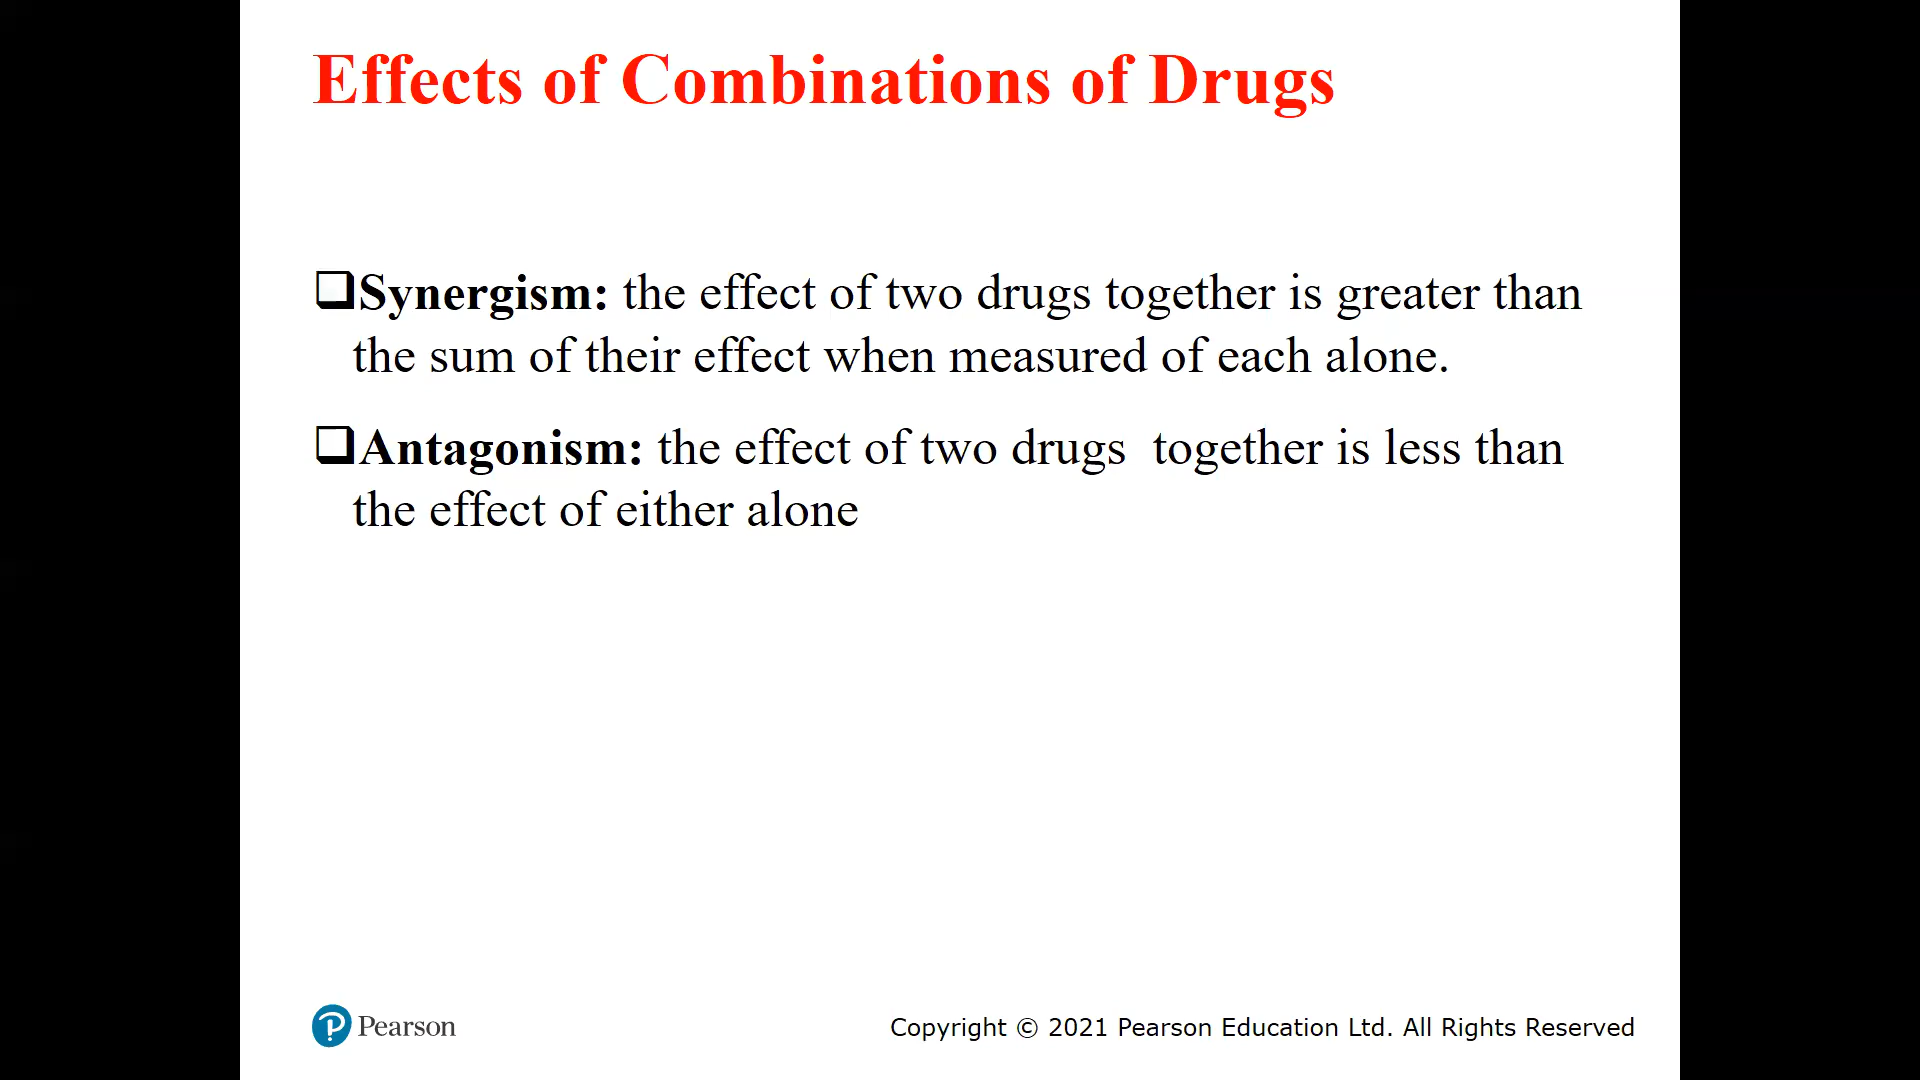 Effects of Combinations of Drugs
❑Synergism: the effect of two drugs together is greater than
the sum of their effect when measured of each alone.
❑Antagonism: the effect of two drugs  together is less than
the effect of either alone
Pearson
Copyright © 2021 Pearson Education Ltd. All Rights Reserved